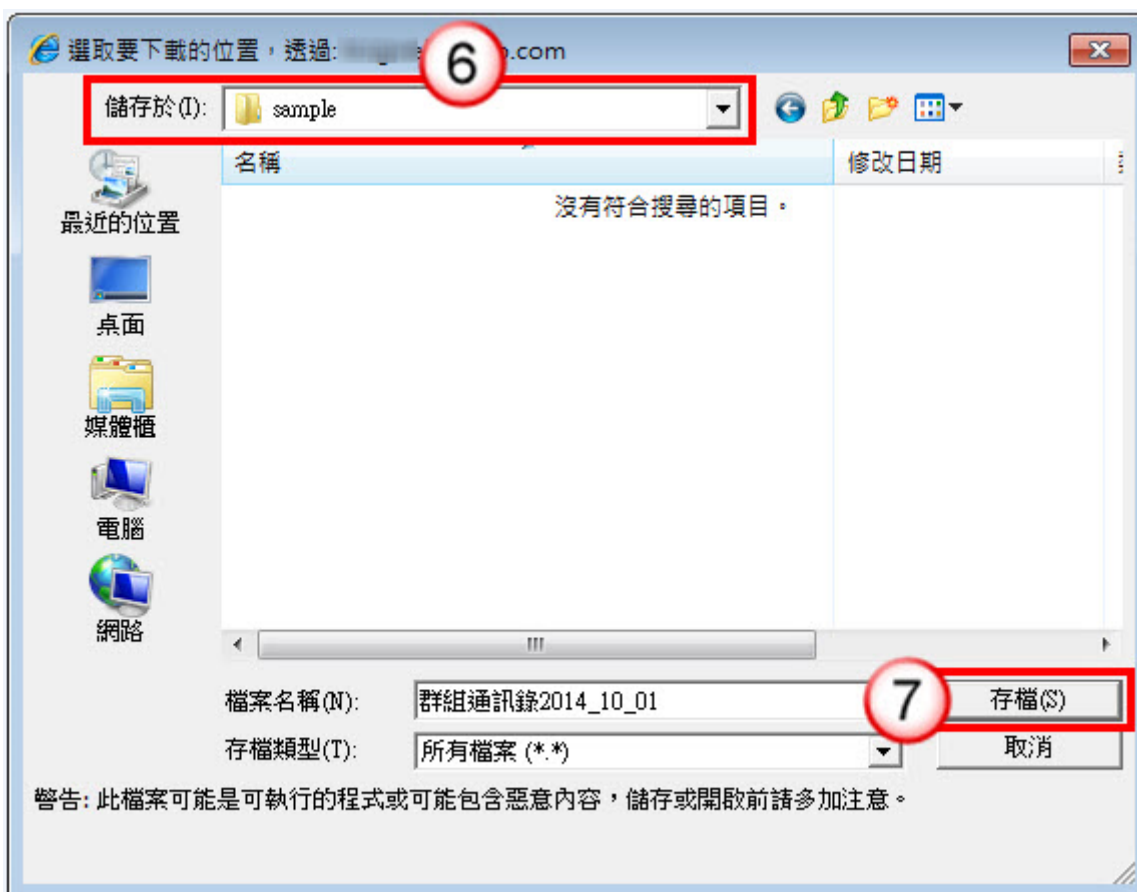 選取要下載的位置，透過: .com
6
儲存於(I): sample
名稱 修改日期
沒有符合搜尋的項目。
最近的位置
桌面
媒體櫃
電腦
網路
檔案名稱(N): 群組通訊錄2014_10_01
7 存檔(S)
存檔類型(T): 所有檔案 (*.*)
取消
警告: 此檔案可能是可執行的程式或可能包含惡意內容，儲存或開啟前請多加注意。